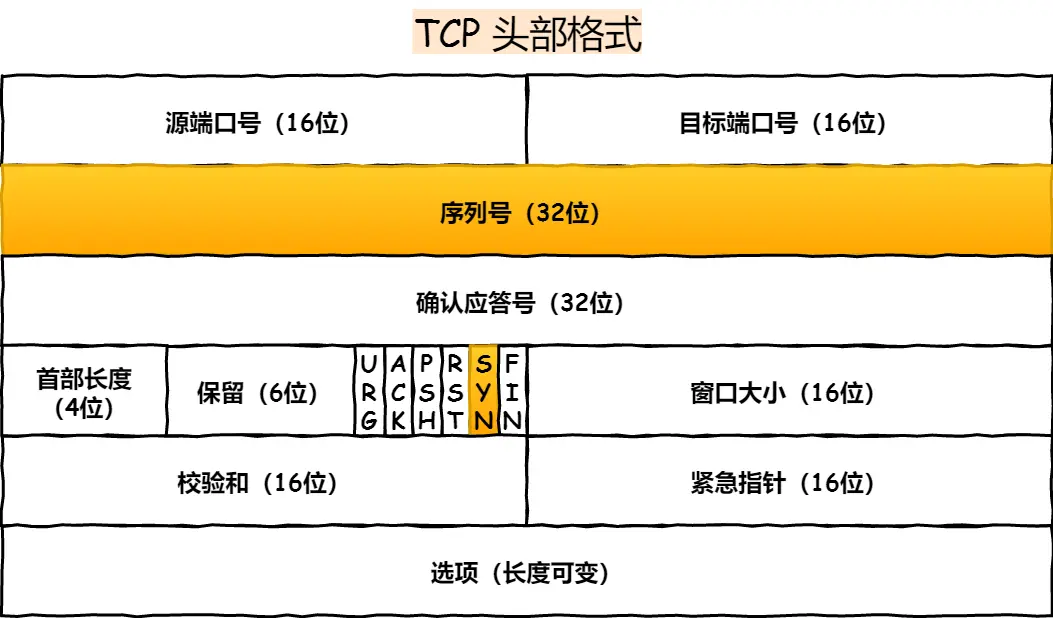 TCP 头部格式
源端口号（16位） 目标端口号（16位）
序列号（32位）
确认应答号（32位）
首部长度
（4位）
保留（6位）
URG
ACK
PSH
RST
SYN
FIN
窗口大小（16位）
校验和（16位） 紧急指针（16位）
选项（长度可变）